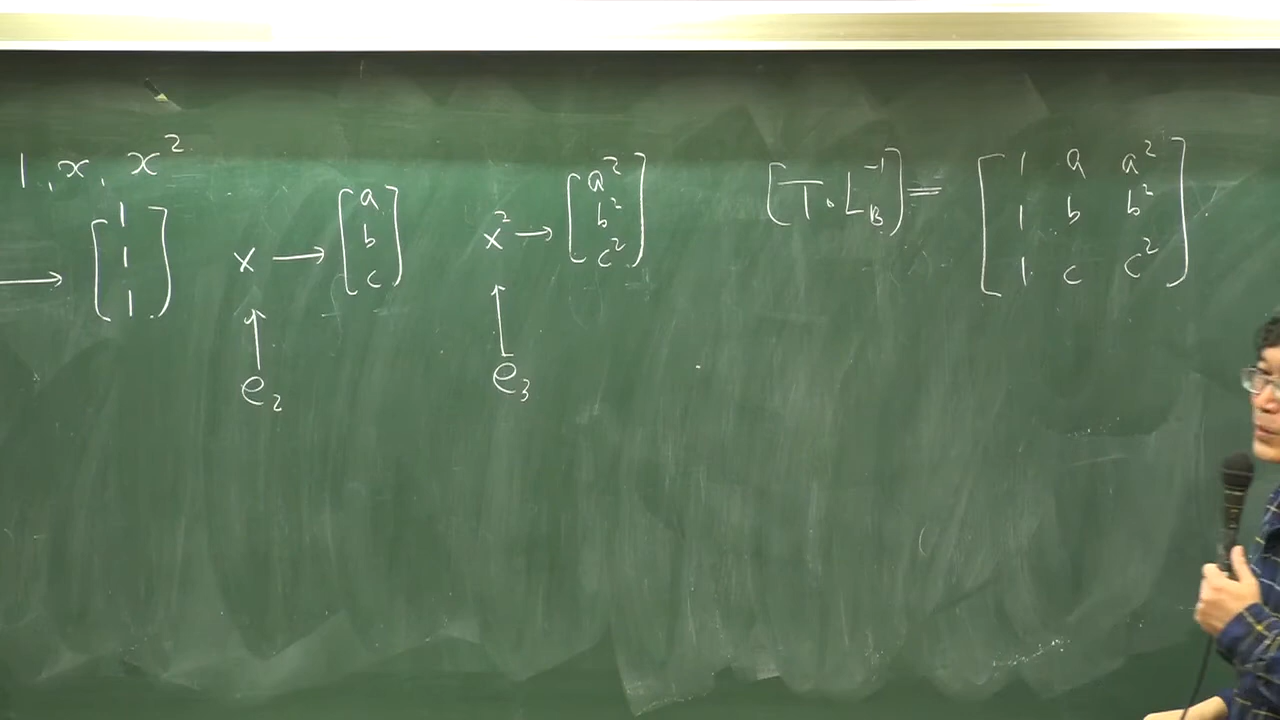 1, x, x²
→ [1 1 1]
x → [a b c]
↑
e₂
x² → [a² b² c²]
↑
e₃
[T∘L_B⁻¹] = [1 a a²
1 b b²
1 c c²]